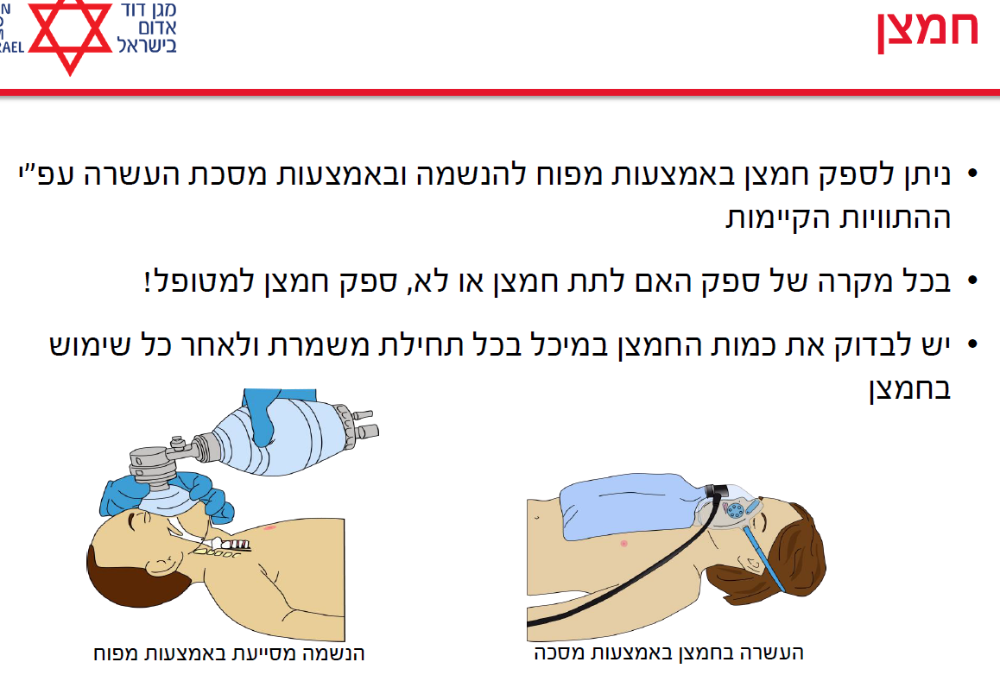 מגן דוד
אדום
בישראל
RAEL
חמצן
• ניתן לספק חמצן באמצעות מפוח להנשמה ובאמצעות מסכת העשרה עפ"י
ההתוויות הקיימות
• בכל מקרה של ספק האם לתת חמצן או לא, ספק חמצן למטופל!
• יש לבדוק את כמות החמצן במיכל בכל תחילת משמרת ולאחר כל שימוש
בחמצן
העשרה בחמצן באמצעות מסכה
הנשמה מסייעת באמצעות מפוח